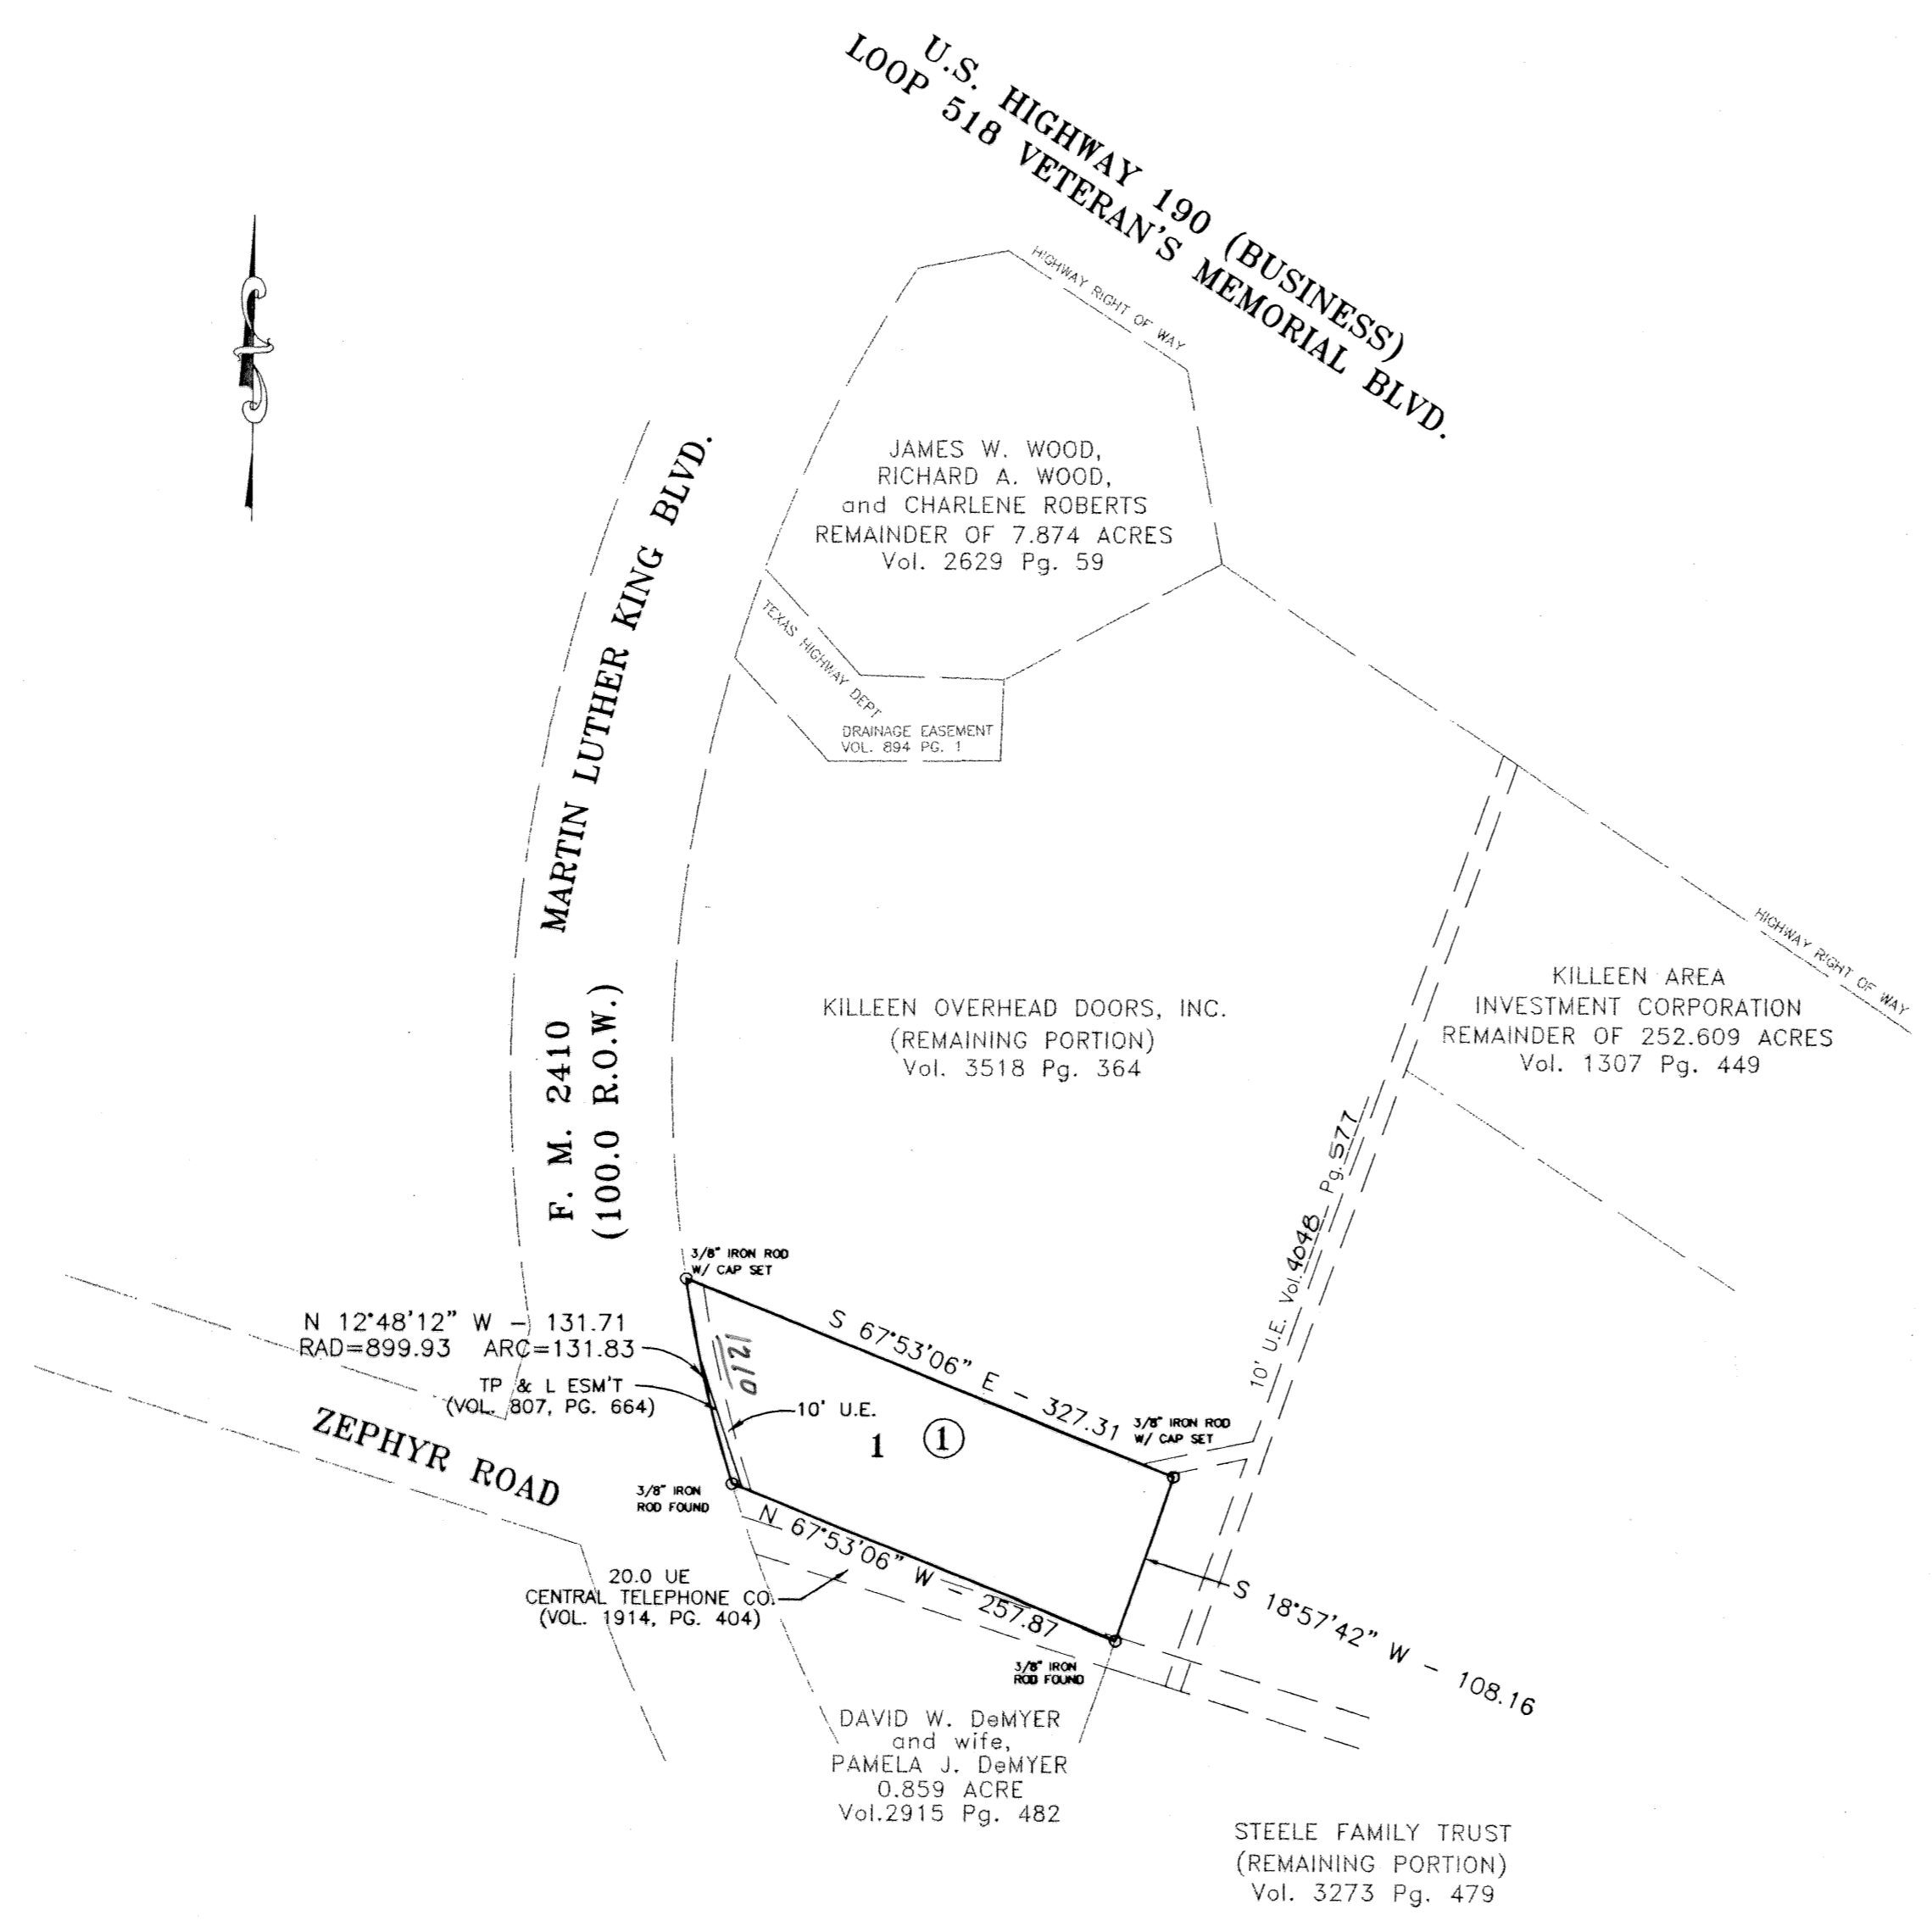 U.S. HIGHWAY 190 (BUSINESS)
LOOP 518 VETERAN'S MEMORIAL BLVD.
HIGHWAY RIGHT OF WAY
JAMES W. WOOD,
RICHARD A. WOOD,
and CHARLENE ROBERTS
REMAINDER OF 7.874 ACRES
Vol. 2629 Pg. 59
TEXAS HIGHWAY DEPT
DRAINAGE EASEMENT
VOL. 894 PG. 1
F. M. 2410 MARTIN LUTHER KING BLVD.
(100.0 R.O.W.)
KILLEEN OVERHEAD DOORS, INC.
(REMAINING PORTION)
Vol. 3518 Pg. 364
HIGHWAY RIGHT OF WAY
KILLEEN AREA
INVESTMENT CORPORATION
REMAINDER OF 252.609 ACRES
Vol. 1307 Pg. 449
10' U.E. Vol. 4048 Pg. 577
3/8" IRON ROD
W/ CAP SET
N 12°48'12" W - 131.71
RAD=899.93 ARC=131.83
TP & L ESM'T
(VOL. 807, PG. 664)
1210
S 67°53'06" E - 327.31
10' U.E.
1 1
3/8" IRON ROD
W/ CAP SET
ZEPHYR ROAD
3/8" IRON
ROD FOUND
N 67°53'06" W - 257.87
20.0 UE
CENTRAL TELEPHONE CO.
(VOL. 1914, PG. 404)
S 18°57'42" W - 108.16
3/8" IRON
ROD FOUND
DAVID W. DeMYER
and wife,
PAMELA J. DeMYER
0.859 ACRE
Vol.2915 Pg. 482
STEELE FAMILY TRUST
(REMAINING PORTION)
Vol. 3273 Pg. 479